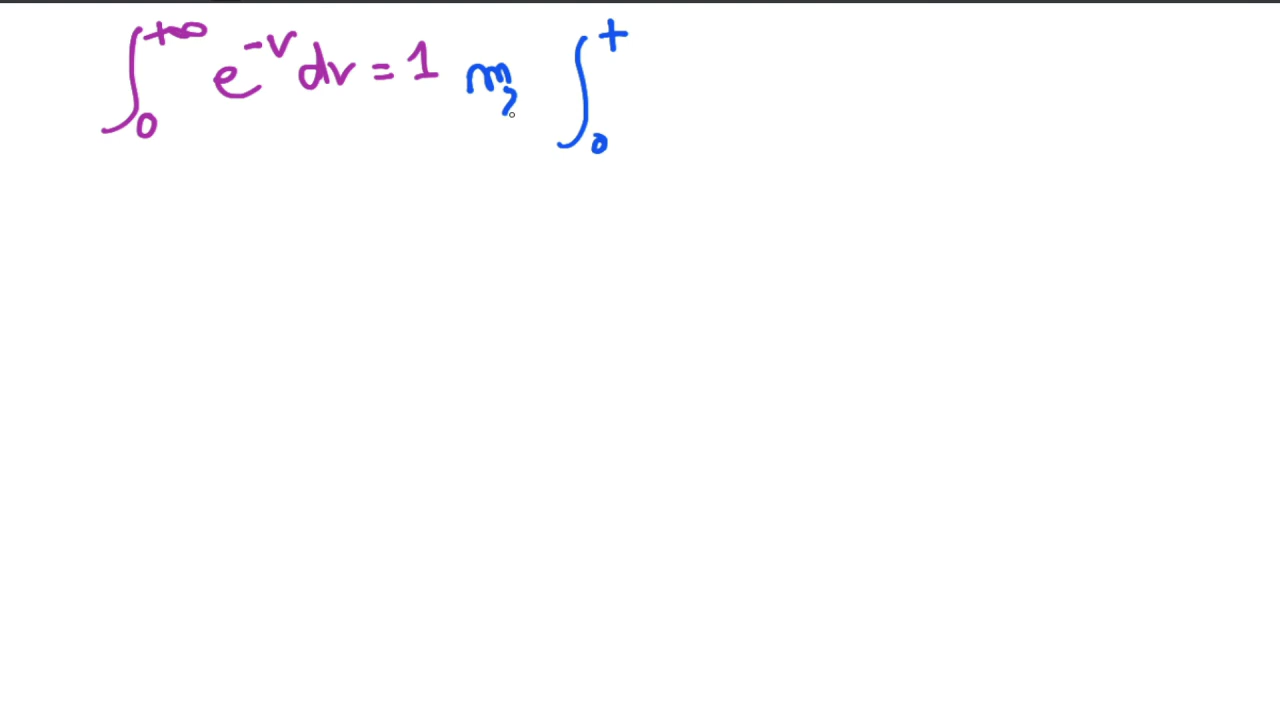 ∫₀^{+∞} e^{-v} dv = 1 ∫₀^{+}